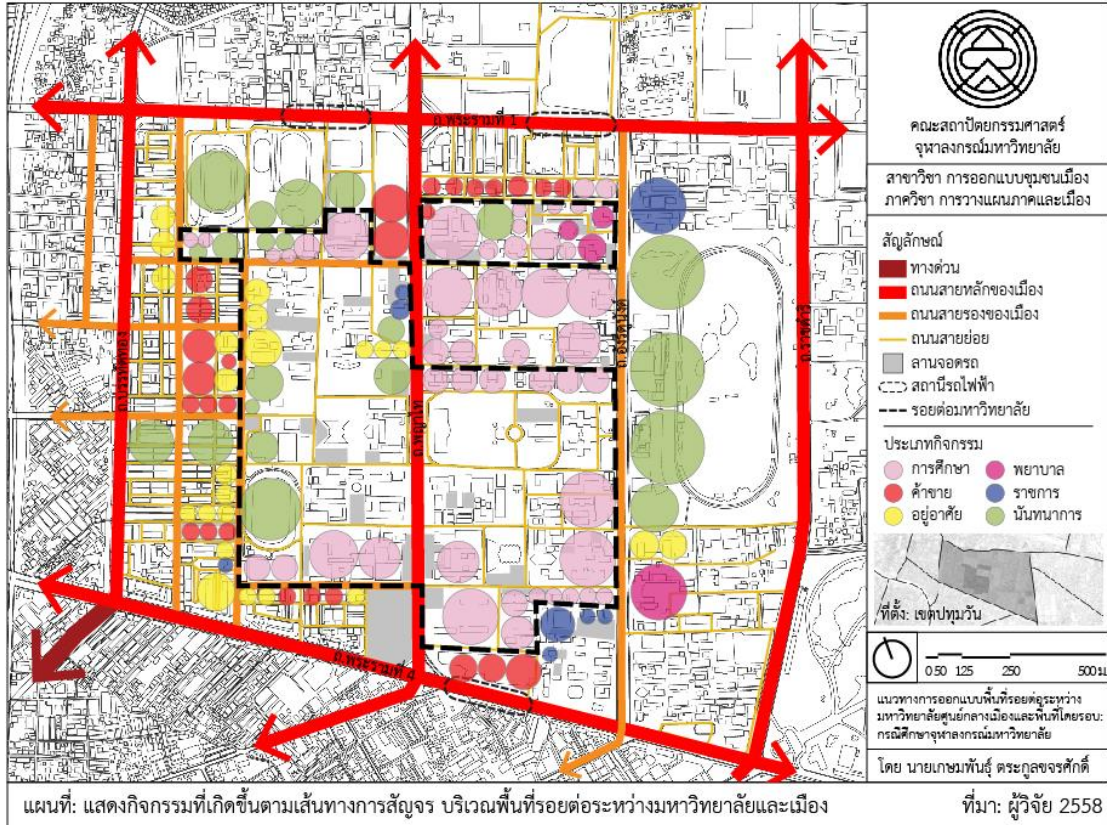 ถ.พระรามที่ 1
ถ.บรรทัดทอง
ถ.พญาไท
ถ.อังรีดูนังต์
ถ.ราชดำริ
ถ.พระรามที่ 4
คณะสถาปัตยกรรมศาสตร์
จุฬาลงกรณ์มหาวิทยาลัย
สาขาวิชา การออกแบบชุมชนเมือง
ภาควิชา การวางแผนภาคและเมือง
สัญลักษณ์
ทางด่วน
ถนนสายหลักของเมือง
ถนนสายรองของเมือง
ถนนสายย่อย
ลานจอดรถ
สถานีรถไฟฟ้า
รอยต่อมหาวิทยาลัย
ประเภทกิจกรรม
การศึกษา พยาบาล
ค้าขาย ราชการ
อยู่อาศัย นันทนาการ
ที่ตั้ง: เขตปทุมวัน
0 50 125 250 500 ม.
แนวทางการออกแบบพื้นที่รอยต่อระหว่าง
มหาวิทยาลัยศูนย์กลางเมืองและพื้นที่โดยรอบ:
กรณีศึกษาจุฬาลงกรณ์มหาวิทยาลัย
โดย นายเกษมพันธุ์ ตระกูลขจรศักดิ์
แผนที่: แสดงกิจกรรมที่เกิดขึ้นตามเส้นทางการสัญจร บริเวณพื้นที่รอยต่อระหว่างมหาวิทยาลัยและเมือง ที่มา: ผู้วิจัย 2558